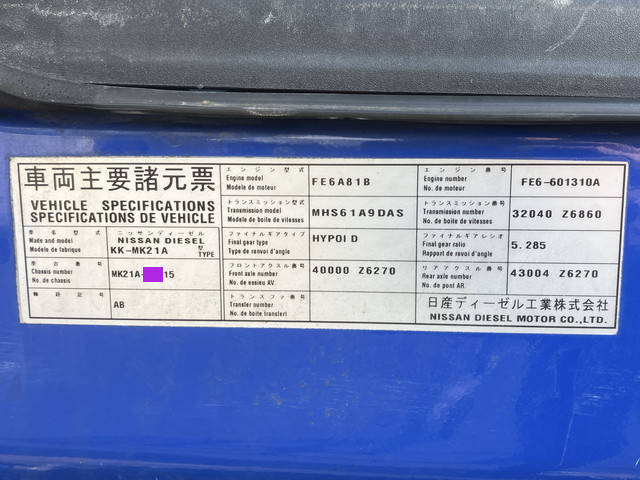 車両主要諸元票
VEHICLE SPECIFICATIONS
SPECIFICATIONS DE VEHICLE
車名及型式
Made and model
Modele de fabrique
ニッサンディーゼル
NISSAN DIESEL
KK-MK21A
型式
TYPE
車台番号
Chassis number
No. de chassis
MK21A-
15
AB
エンジン型式
Engine model
Modele de moteur
FE6A81B
トランスミッション型式
Transmission model
Modele de boite de vitesses
MHS61A9DAS
ファイナルギアタイプ
Final gear type
Type de renvoi d'angle
HYPOID
フロントアクスル番号
Front axle number
No. de essieu AV.
40000 Z6270
トランスファ番号
Transfer number
No. de boite transfert
エンジン番号
Engine number
No. de moteur
FE6-601310A
トランスミッション番号
Transmission number
No. de boite de vitesses
32040 Z6860
ファイナルギアレシオ
Final gear ratio
Rapport de renvoi d'angle
5.285
リアアクスル番号
Rear axle number
No. de pont AR.
43004 Z6270
日産ディーゼル工業株式会社
NISSAN DIESEL MOTOR CO.,LTD.